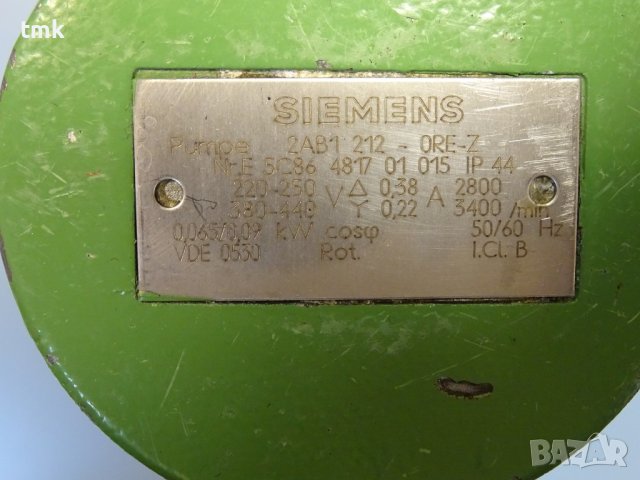 tmk
SIEMENS
Pumpe 2AB1 212 - 0RE-Z
Nr.E 5C86 4817 01 015 IP 44
220-250 V △ 0,38 A 2800
380-440 Y 0,22 3400 /min
0,065/0,09 kW cosφ 50/60 Hz
VDE 0530 Rot. I.Cl. B
BAZAR